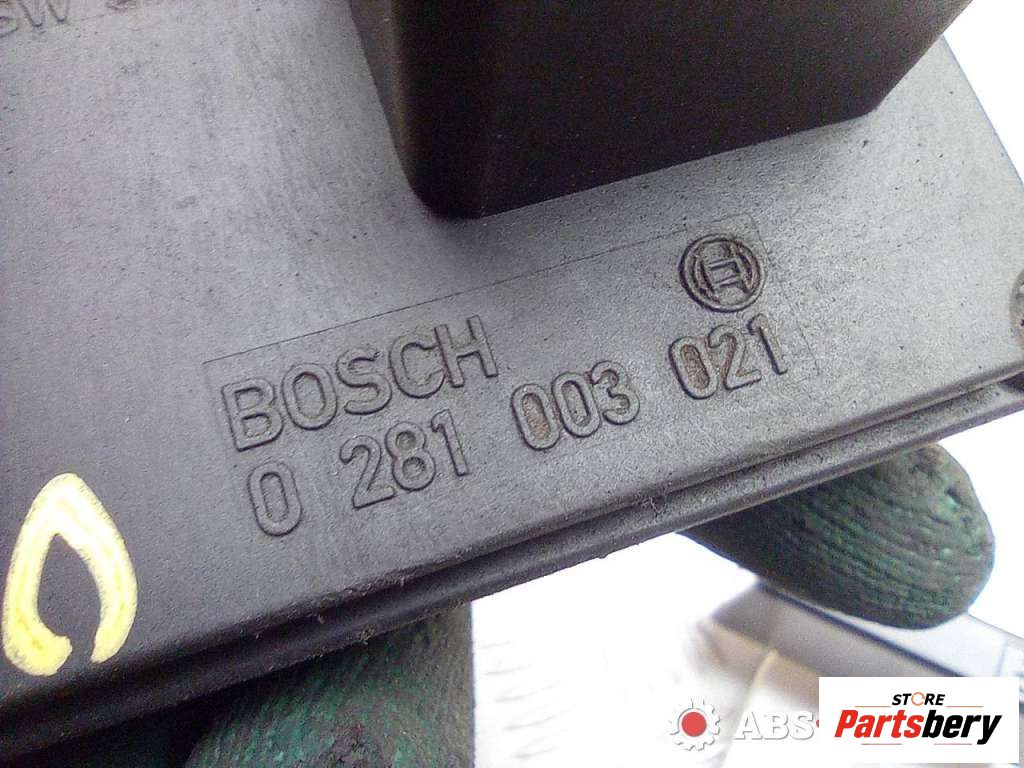 BOSCH
0 281 003 021
ABS
STORE
Partsbery